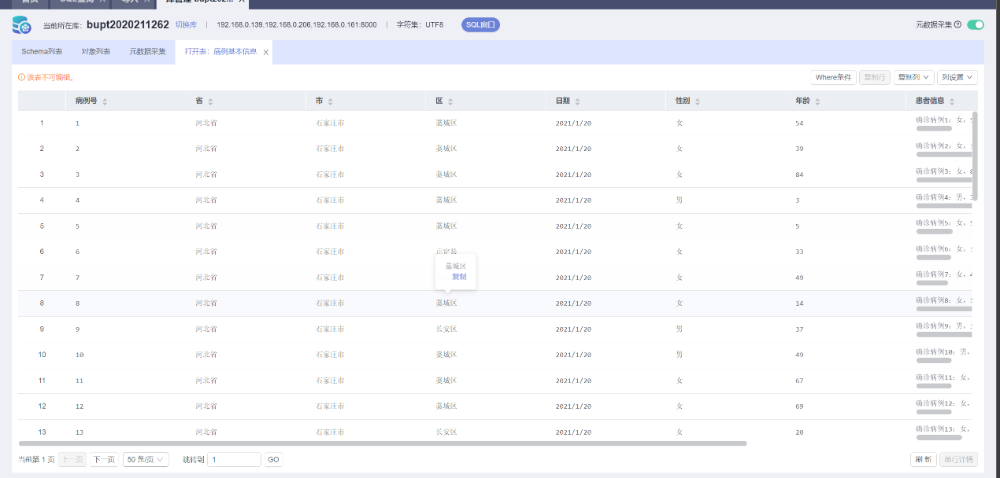 首页 SQL查询 × 导入 × 库管理-bupt202... ×
当前所在库: bupt2020211262 切换库 | 192.168.0.139,192.168.0.206,192.168.0.161:8000 | 字符集: UTF8 SQL窗口 元数据采集
Schema列表 对象列表 元数据采集 打开表: 病例基本信息 ×
该表不可编辑。 Where条件 复制行 复制列 列设置
病例号 省 市 区 日期 性别 年龄 患者信息
1 1 河北省 石家庄市 藁城区 2021/1/20 女 54 确诊病例1: 女,
2 2 河北省 石家庄市 藁城区 2021/1/20 女 39 确诊病例2: 女,
3 3 河北省 石家庄市 藁城区 2021/1/20 女 84 确诊病例3: 女,
4 4 河北省 石家庄市 藁城区 2021/1/20 男 3 确诊病例4: 男,
5 5 河北省 石家庄市 藁城区 2021/1/20 女 5 确诊病例5: 女,
6 6 河北省 石家庄市 正定县 2021/1/20 女 33 确诊病例6: 女,
藁城区
复制
7 7 河北省 石家庄市 2021/1/20 女 49 确诊病例7: 女,
8 8 河北省 石家庄市 藁城区 2021/1/20 女 14 确诊病例8: 女,
9 9 河北省 石家庄市 长安区 2021/1/20 男 37 确诊病例9: 男,
10 10 河北省 石家庄市 藁城区 2021/1/20 男 49 确诊病例10: 男,
11 11 河北省 石家庄市 藁城区 2021/1/20 女 67 确诊病例11: 女,
12 12 河北省 石家庄市 藁城区 2021/1/20 女 69 确诊病例12: 女,
13 13 河北省 石家庄市 长安区 2021/1/20 女 20 确诊病例13: 女,
当前第 1 页 上一页 下一页 50 条/页 跳转到 1 GO 刷新 单行详情